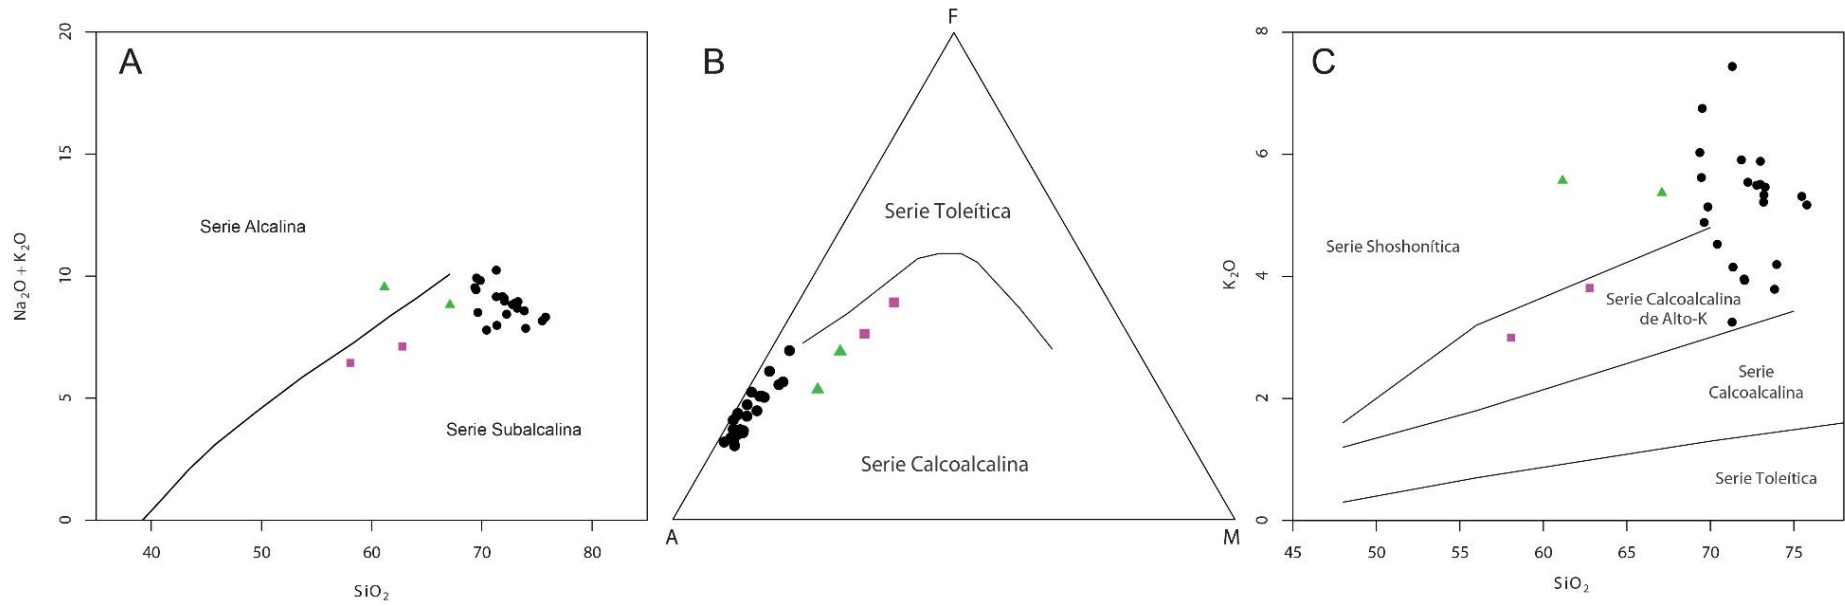 A
20
15
10
5
0
Na₂O + K₂O
Serie Alcalina
Serie Subalcalina
40 50 60 70 80
SiO₂
B
F
Serie Toleítica
Serie Calcoalcalina
A
M
C
8
6
4
2
0
K₂O
Serie Shoshonítica
Serie Calcoalcalina
de Alto-K
Serie
Calcoalcalina
Serie Toleítica
45 50 55 60 65 70 75
SiO₂